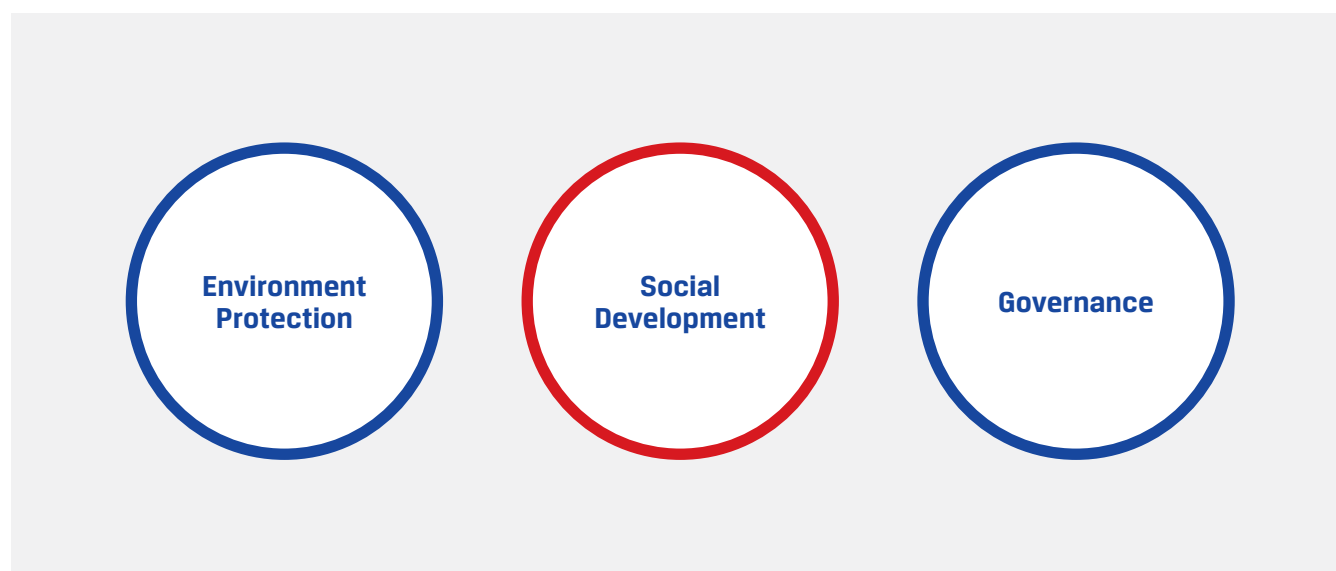 Environment
Protection
Social
Development
Governance